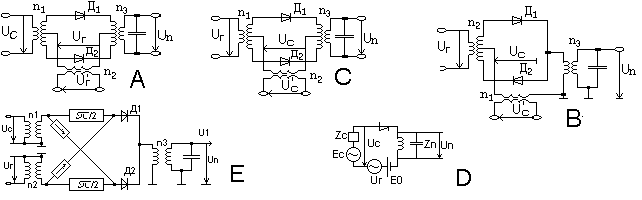 n1 Д1 n3
Uc Uг Un
Д2
Uг' n2
A
Д1 n3
n1
Uг Uc Un
Д2
Uc' n2
C
Д1
n2 n3
Uг Uc Un
Д2
n1 Uc'
B
n1 Д1 U1
Uc n3 Un
Uг Д2
n2
E
Zc Uc Zn Un
Ec
Uг E0
D